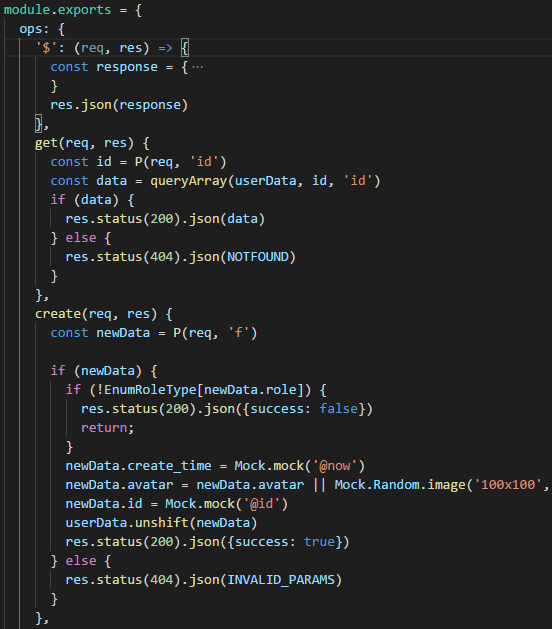 module.exports = {
  ops: {
    '$': (req, res) => {
      const response = {···
      }
      res.json(response)
    },
    get(req, res) {
      const id = P(req, 'id')
      const data = queryArray(userData, id, 'id')
      if (data) {
        res.status(200).json(data)
      } else {
        res.status(404).json(NOTFOUND)
      }
    },
    create(req, res) {
      const newData = P(req, 'f')

      if (newData) {
        if (!EnumRoleType[newData.role]) {
          res.status(200).json({success: false})
          return;
        }
        newData.create_time = Mock.mock('@now')
        newData.avatar = newData.avatar || Mock.Random.image('100x100',
        newData.id = Mock.mock('@id')
        userData.unshift(newData)
        res.status(200).json({success: true})
      } else {
        res.status(404).json(INVALID_PARAMS)
      }
    },